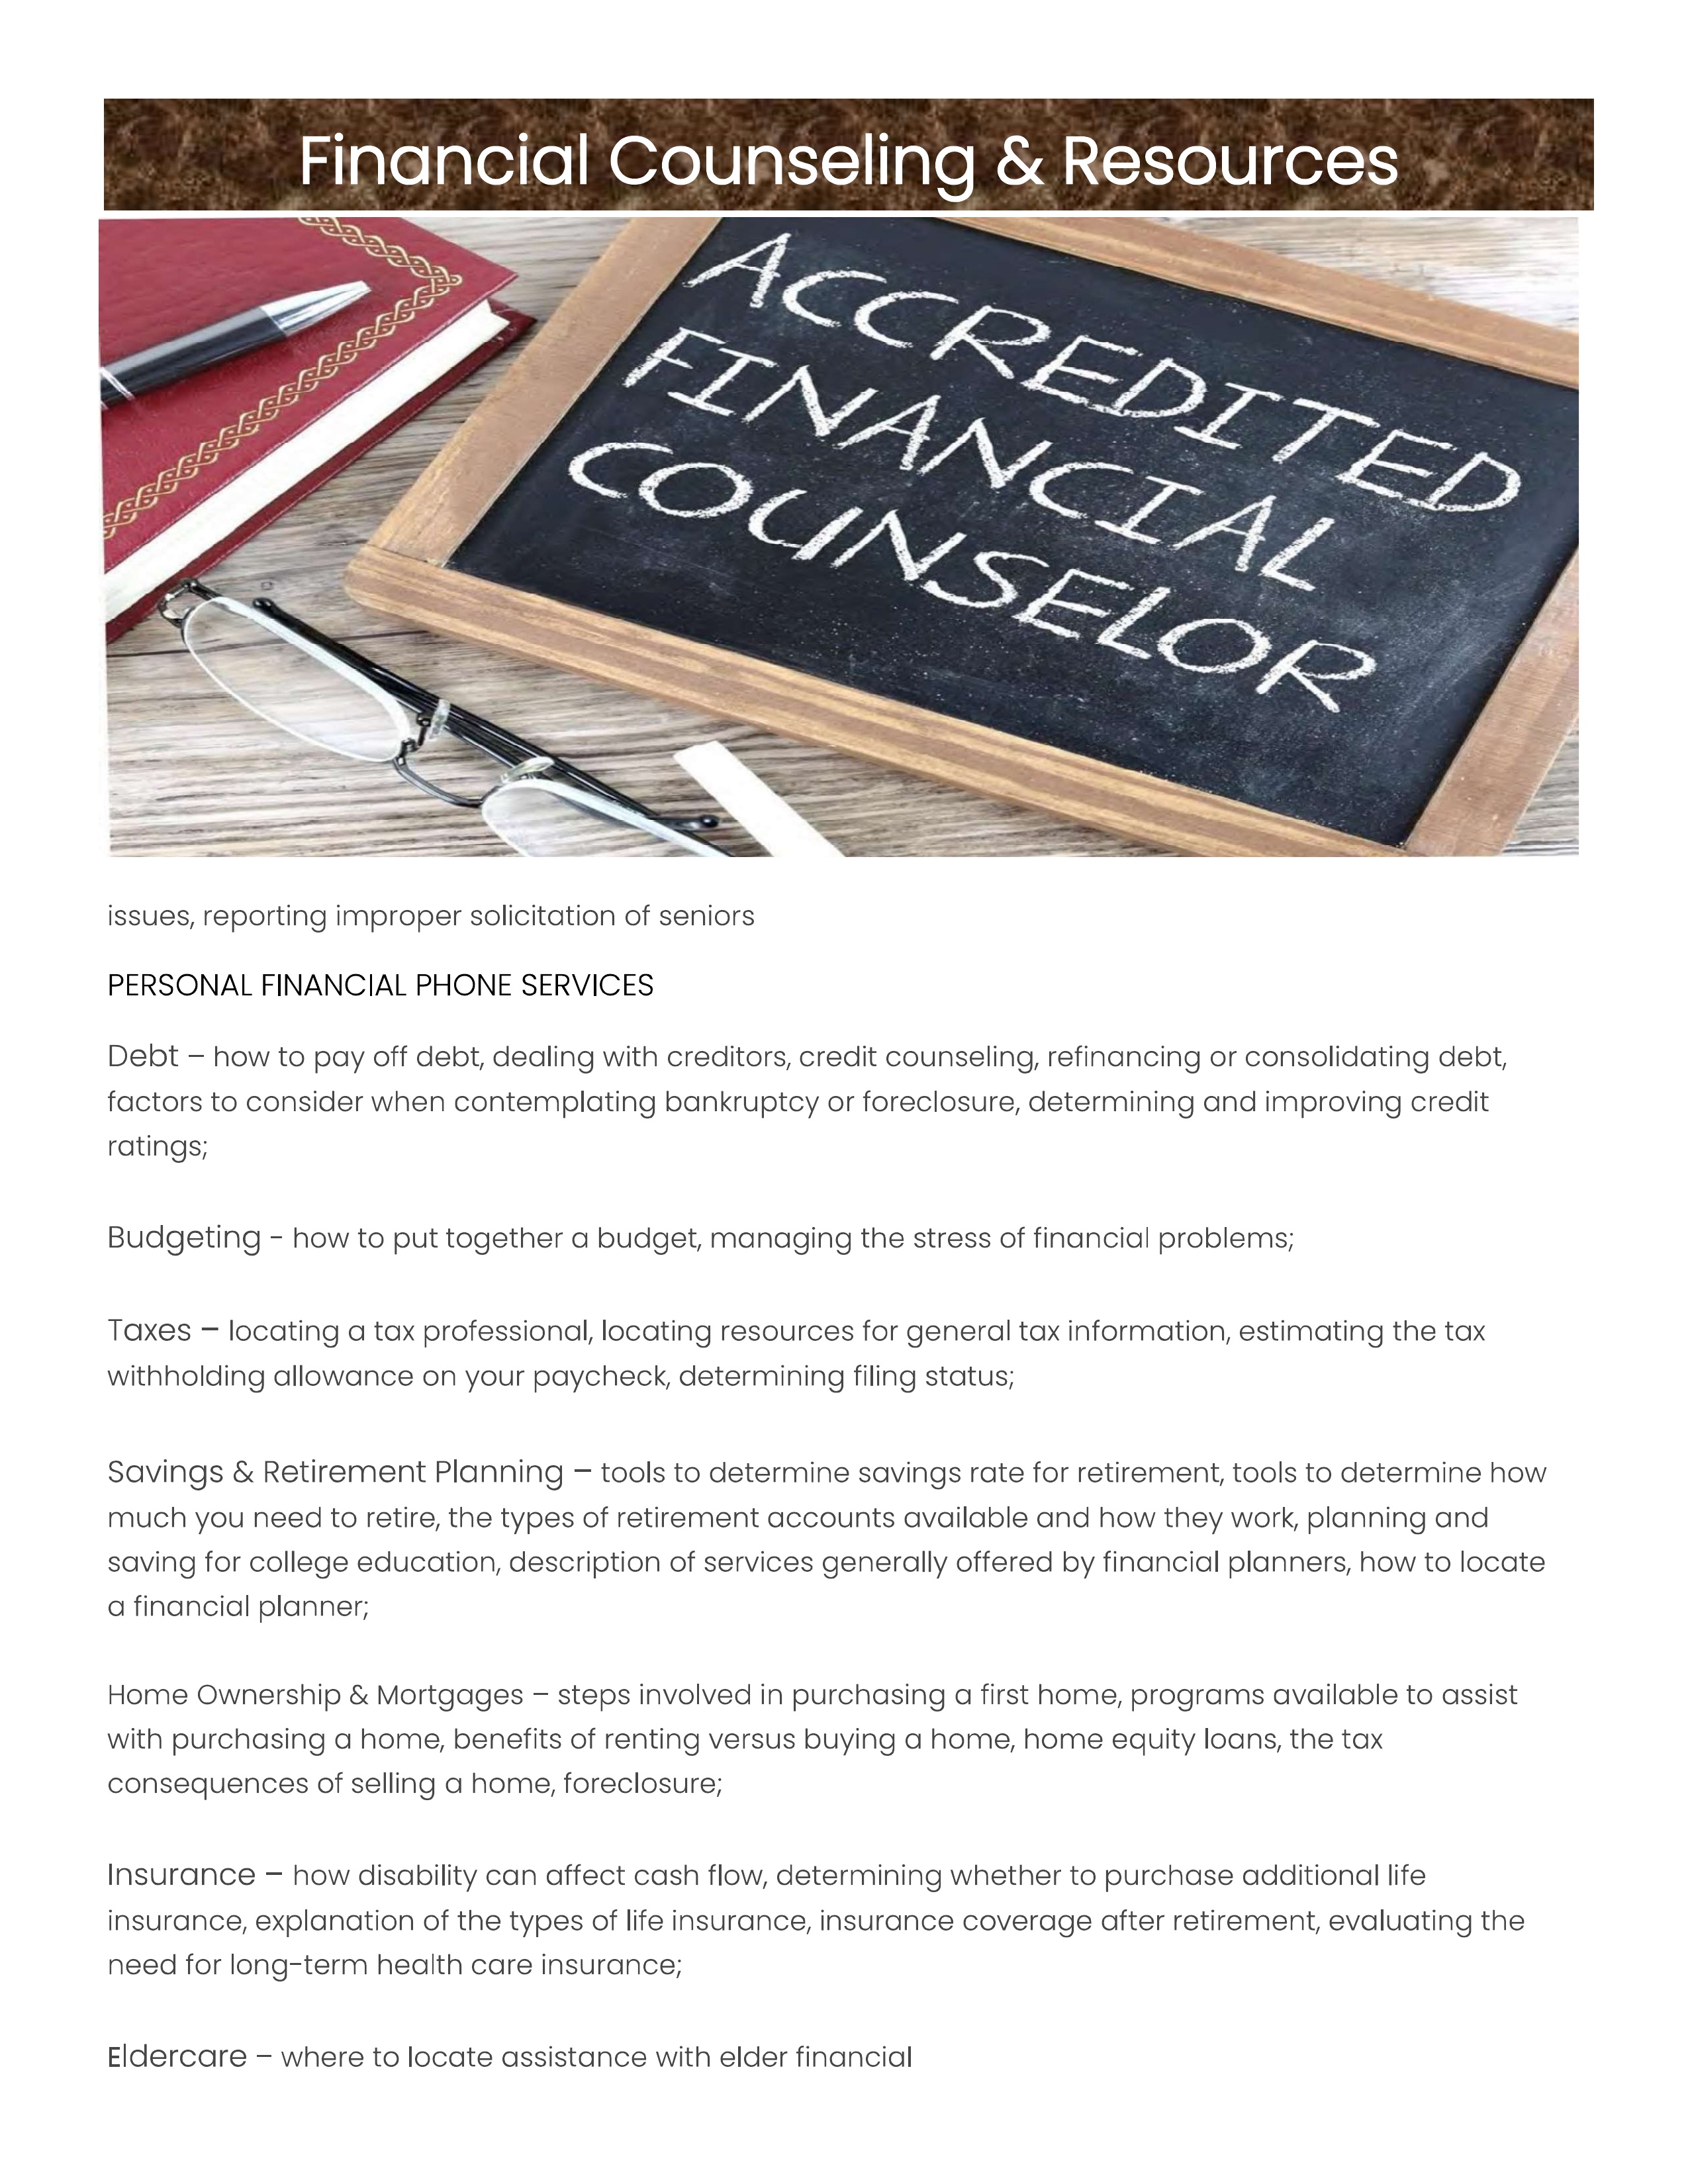 Financial Counseling & Resources
ACCREDITED
FINANCIAL
COUNSELOR
issues, reporting improper solicitation of seniors
PERSONAL FINANCIAL PHONE SERVICES
Debt – how to pay off debt, dealing with creditors, credit counseling, refinancing or consolidating debt,
factors to consider when contemplating bankruptcy or foreclosure, determining and improving credit
ratings;
Budgeting - how to put together a budget, managing the stress of financial problems;
Taxes – locating a tax professional, locating resources for general tax information, estimating the tax
withholding allowance on your paycheck, determining filing status;
Savings & Retirement Planning – tools to determine savings rate for retirement, tools to determine how
much you need to retire, the types of retirement accounts available and how they work, planning and
saving for college education, description of services generally offered by financial planners, how to locate
a financial planner;
Home Ownership & Mortgages – steps involved in purchasing a first home, programs available to assist
with purchasing a home, benefits of renting versus buying a home, home equity loans, the tax
consequences of selling a home, foreclosure;
Insurance – how disability can affect cash flow, determining whether to purchase additional life
insurance, explanation of the types of life insurance, insurance coverage after retirement, evaluating the
need for long-term health care insurance;
Eldercare – where to locate assistance with elder financial